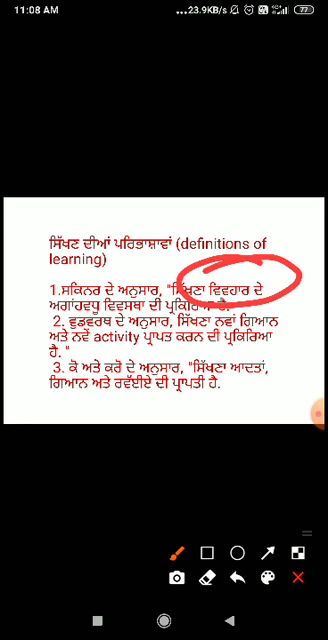 11:08 AM
...23.9KB/s
77
ਸਿੱਖਣ ਦੀਆਂ ਪਰਿਭਾਸ਼ਾਵਾਂ (definitions of
learning)
1.ਸਕਿਨਰ ਦੇ ਅਨੁਸਾਰ, "ਸਿੱਖਣਾ ਵਿਵਹਾਰ ਦੇ
ਅਗਾਂਹਵਧੂ ਵਿਵਸਥਾ ਦੀ ਪ੍ਰਕਿਰਿਆ ਹੈ.
2. ਵੁਡਵਰਥ ਦੇ ਅਨੁਸਾਰ, ਸਿੱਖਣਾ ਨਵਾਂ ਗਿਆਨ
ਅਤੇ ਨਵੇਂ activity ਪ੍ਰਾਪਤ ਕਰਨ ਦੀ ਪ੍ਰਕਿਰਿਆ
ਹੈ. "
3. ਕੋ ਅਤੇ ਕਰੋ ਦੇ ਅਨੁਸਾਰ, "ਸਿੱਖਣਾ ਆਦਤਾਂ,
ਗਿਆਨ ਅਤੇ ਰਵੱਈਏ ਦੀ ਪ੍ਰਾਪਤੀ ਹੈ.